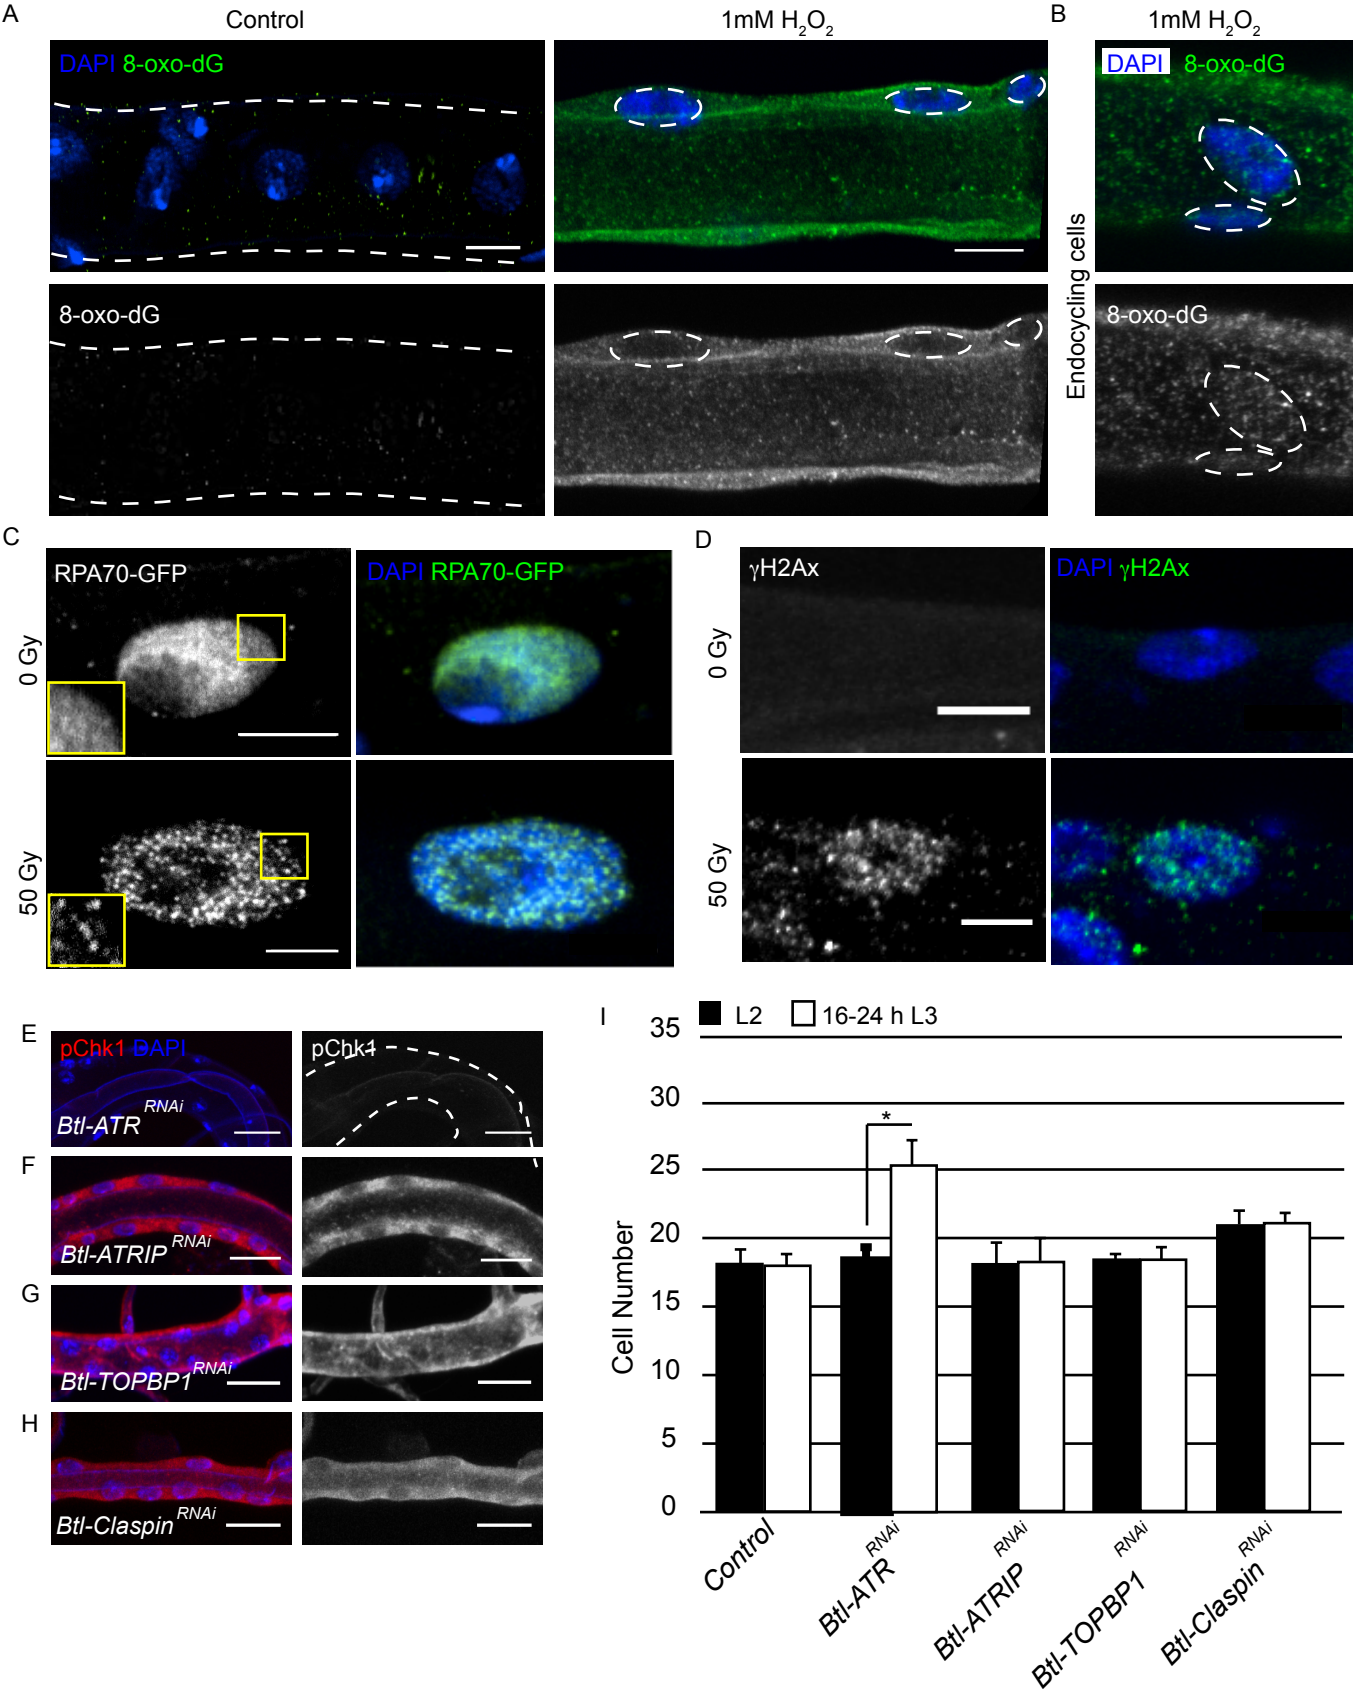 A
Control
1mM H₂O₂
B
1mM H₂O₂
DAPI 8-oxo-dG
DAPI 8-oxo-dG
8-oxo-dG
8-oxo-dG
Endocycling cells
C
RPA70-GFP
DAPI RPA70-GFP
0 Gy
50 Gy
D
γH2Ax
DAPI γH2Ax
0 Gy
50 Gy
E
pChk1 DAPI
pChk1
Btl-ATR RNAi
F
Btl-ATRIP RNAi
G
Btl-TOPBP1 RNAi
H
Btl-Claspin RNAi
I
L2
16-24 h L3
35
30
25
20
15
10
5
0
*
Cell Number
Control
Btl-ATR RNAi
Btl-ATRIP RNAi
Btl-TOPBP1 RNAi
Btl-Claspin RNAi